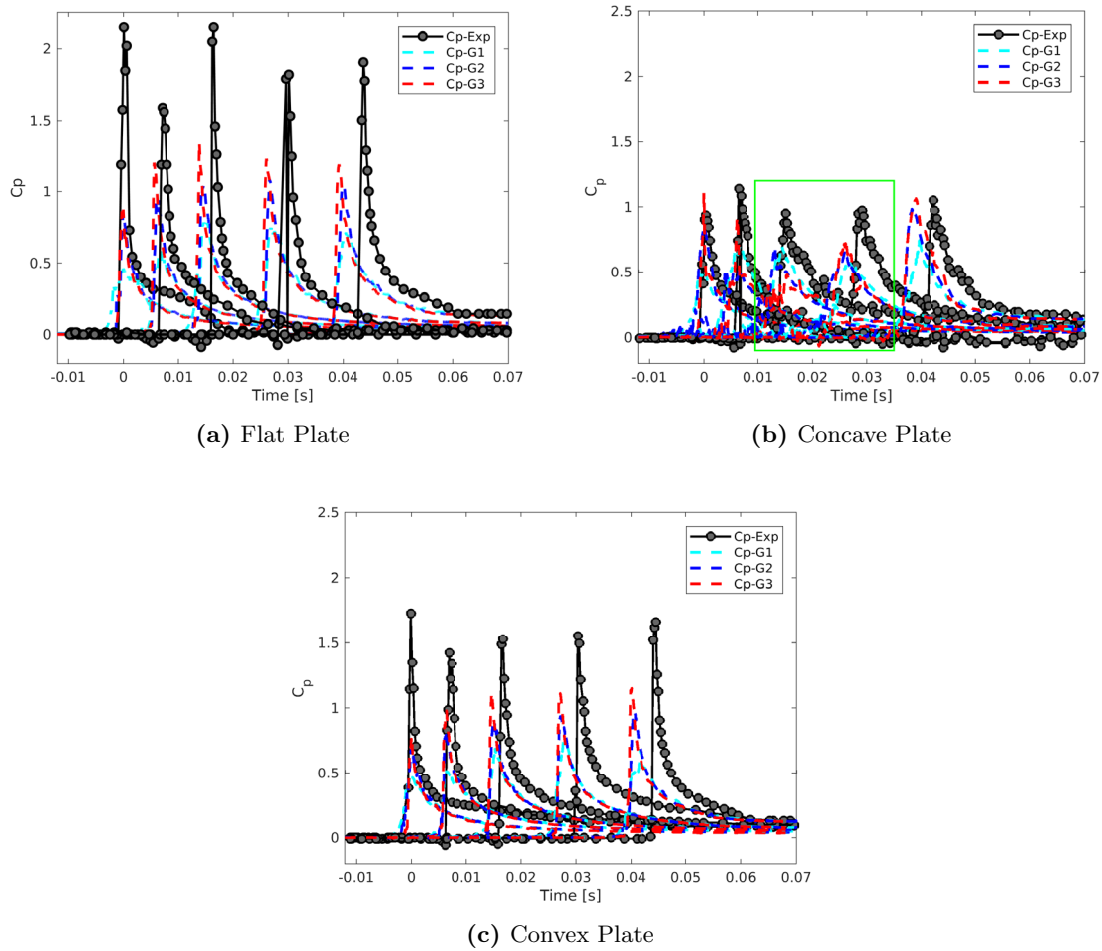 2
1.5
1
0.5
0
Cp
-0.01 0 0.01 0.02 0.03 0.04 0.05 0.06 0.07
Time [s]
Cp-Exp
Cp-G1
Cp-G2
Cp-G3
(a) Flat Plate
2.5
2
1.5
1
0.5
0
C_p
-0.01 0 0.01 0.02 0.03 0.04 0.05 0.06 0.07
Time [s]
Cp-Exp
Cp-G1
Cp-G2
Cp-G3
(b) Concave Plate
2.5
2
1.5
1
0.5
0
C_p
-0.01 0 0.01 0.02 0.03 0.04 0.05 0.06 0.07
Time [s]
Cp-Exp
Cp-G1
Cp-G2
Cp-G3
(c) Convex Plate